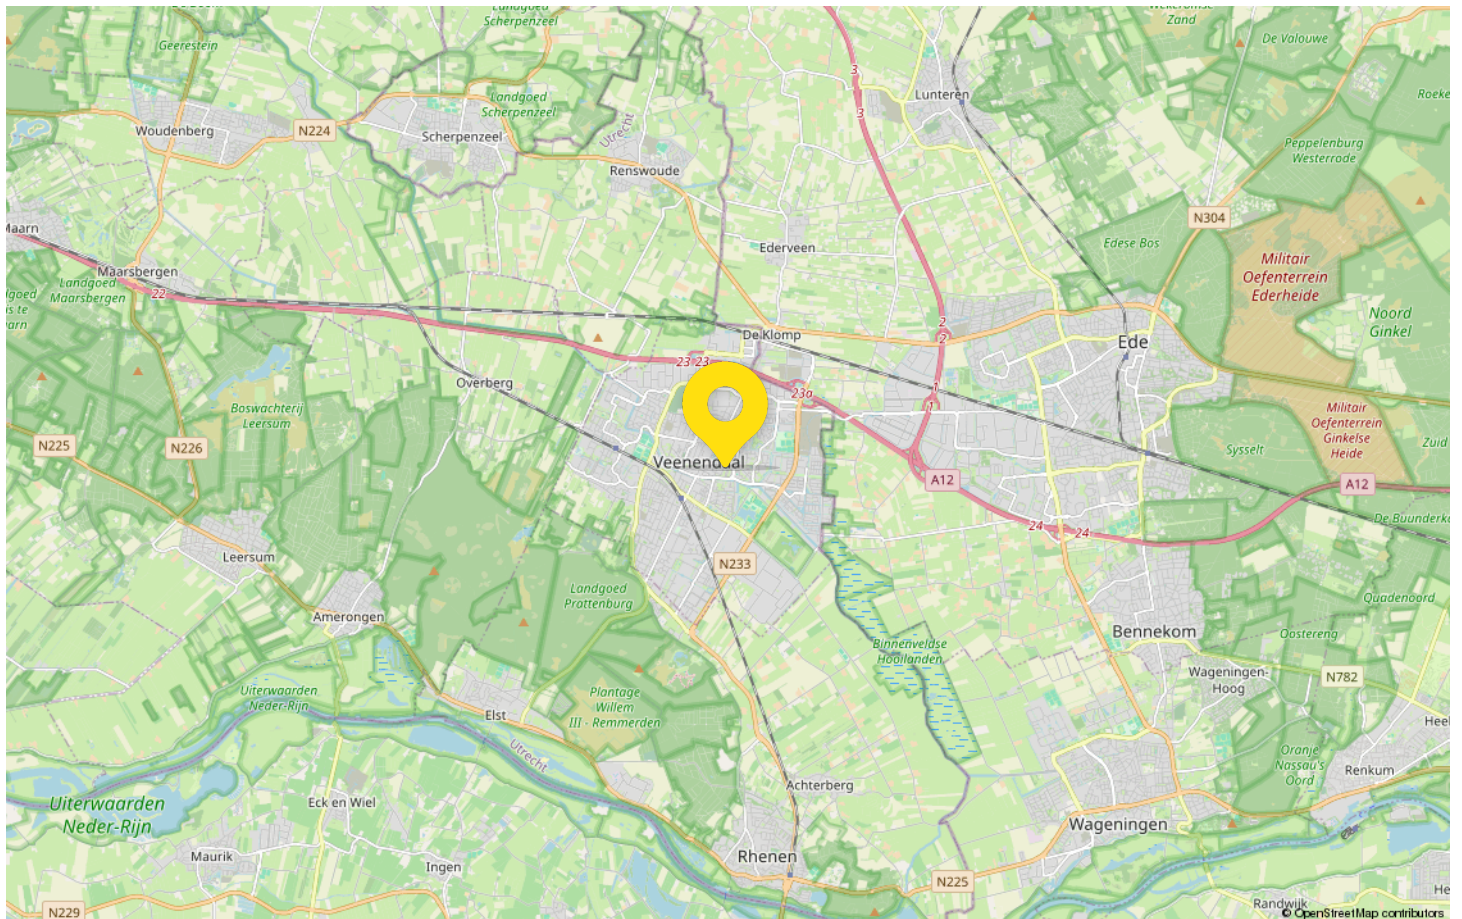 Landgoed
Scherpenzeel
Zand
De Valouwe
Geerestein
3
Lunteren
Roeke
Landgoed
Scherpenzeel
3
Woudenberg
N224
Scherpenzeel
Utrecht
Peppelenburg
Westerrode
Renswoude
N304
Maarn
Ederveen
Edese Bos
Militair
Oefenterrein
Ederheide
Maarsbergen
Landgoed
Maarsbergen
22
Noord
Ginkel
2
2
De Klomp
Ede
23
23
Overberg
1
1
23a
Boswachterij
Leersum
Militair
Oefenterrein
Ginkelse
Heide
N225
N226
Sysselt
Zuid
Veenendaal
A12
A12
24
24
De Buunderka
Leersum
N233
Landgoed
Prattenburg
Quadenoord
Amerongen
Bennekom
Oostereng
Binnenveldse
Hooilanden
Wageningen-
Hoog
N782
Uiterwaarden
Neder-Rijn
Plantage
Willem
III - Remmerden
Elst
Heel
Utrecht
Oranje
Nassau's
Oord
Renkum
Achterberg
Uiterwaarden
Neder-Rijn
Eck en Wiel
Wageningen
Maurik
Rhenen
Ingen
N225
He
Randwijk
N229
© OpenStreetMap contributors